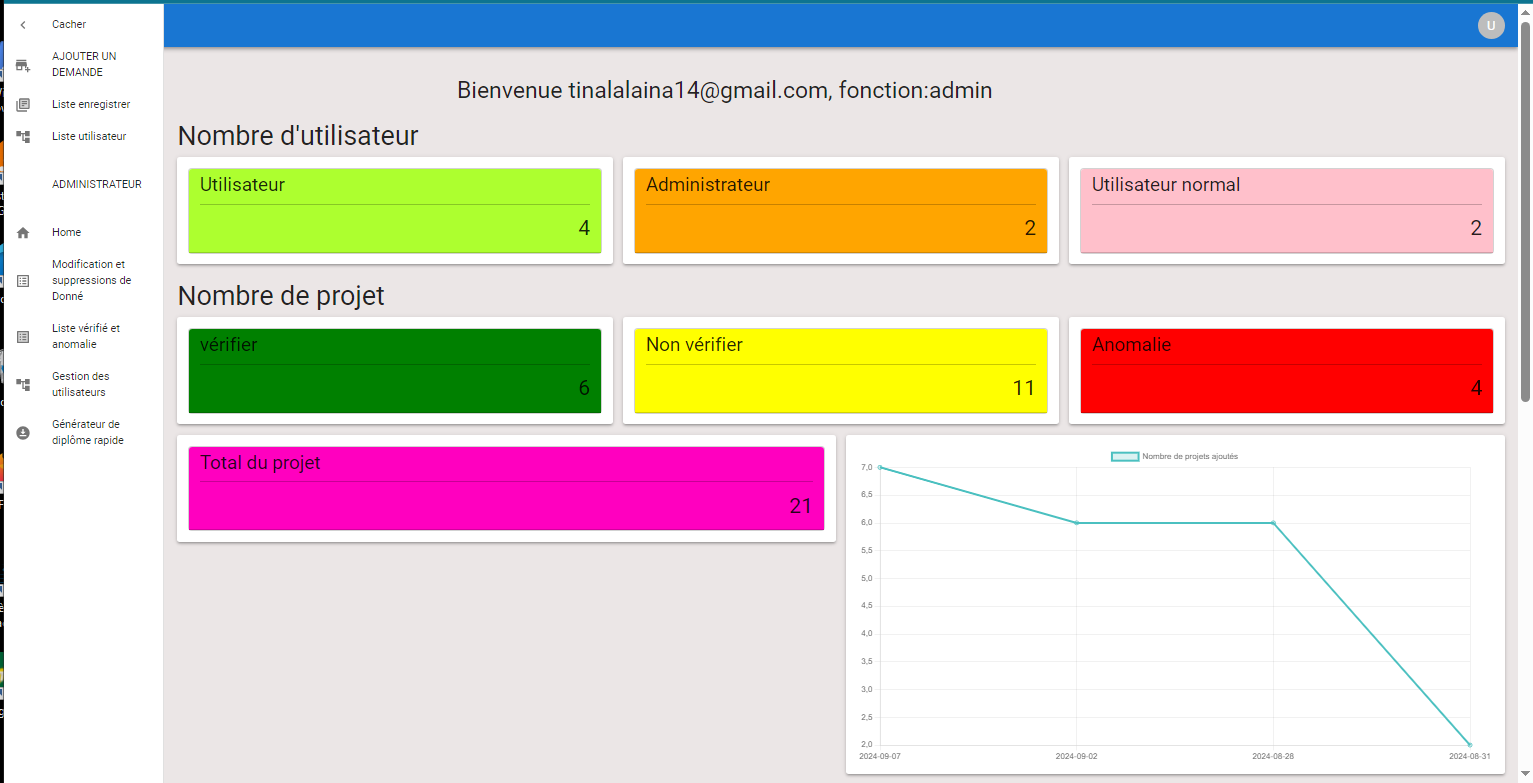 Cacher
AJOUTER UN
DEMANDE
Liste enregistrer
Liste utilisateur
ADMINISTRATEUR
Home
Modification et
suppressions de
Donné
Liste vérifié et
anomalie
Gestion des
utilisateurs
Générateur de
diplôme rapide
U
Bienvenue tinalalaina14@gmail.com, fonction:admin
Nombre d'utilisateur
Utilisateur
4
Administrateur
2
Utilisateur normal
2
Nombre de projet
vérifier
6
Non vérifier
11
Anomalie
4
Total du projet
21
Nombre de projets ajoutés
7,0
6,5
6,0
5,5
5,0
4,5
4,0
3,5
3,0
2,5
2,0
2024-09-07 2024-09-02 2024-08-28 2024-08-31